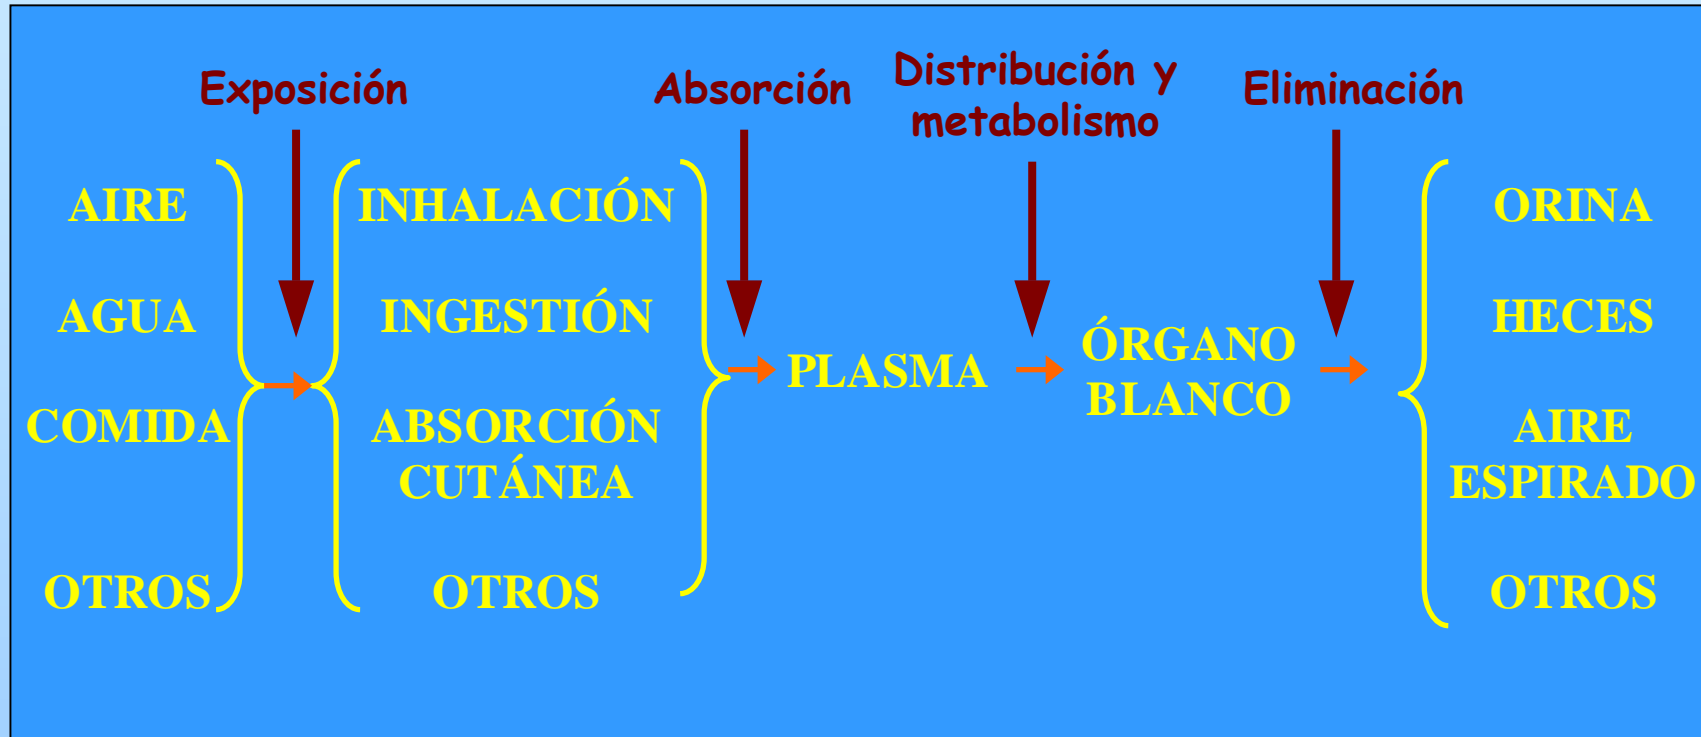 Exposición
Absorción
Distribución y
metabolismo
Eliminación
AIRE
AGUA
COMIDA
OTROS
INHALACIÓN
INGESTIÓN
ABSORCIÓN
CUTÁNEA
OTROS
PLASMA
ÓRGANO
BLANCO
ORINA
HECES
AIRE
ESPIRADO
OTROS